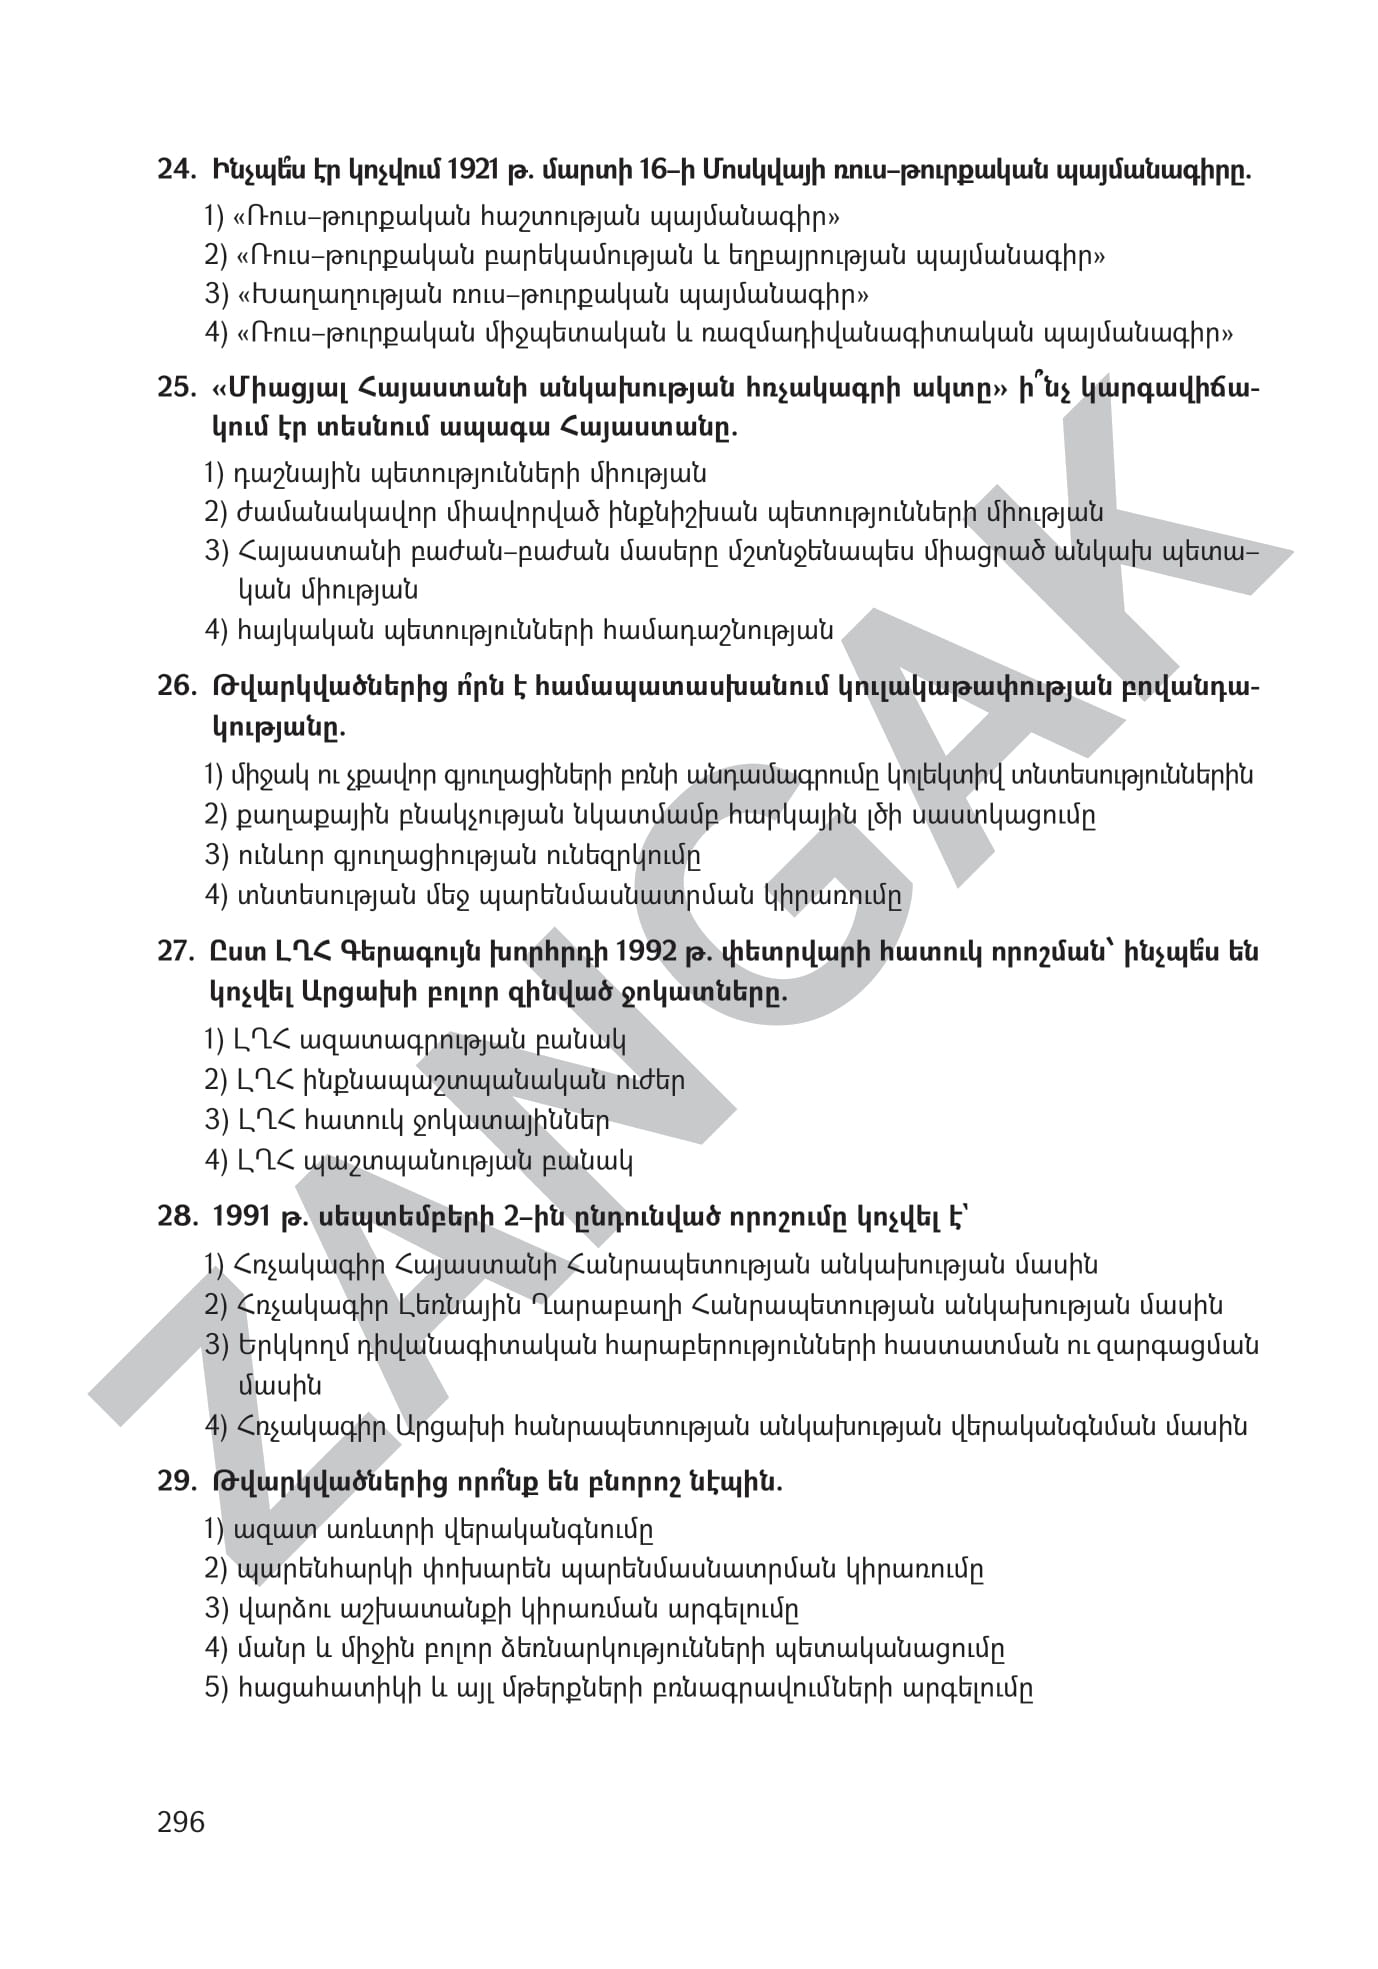 24. Ինչպե՞ս էր կոչվում 1921 թ. մարտի 16–ի Մոսկվայի ռուս–թուրքական պայմանագիրը.
1) «Ռուս–թուրքական հաշտության պայմանագիր»
2) «Ռուս–թուրքական բարեկամության և եղբայրության պայմանագիր»
3) «Խաղաղության ռուս–թուրքական պայմանագիր»
4) «Ռուս–թուրքական միջպետական և ռազմադիվանագիտական պայմանագիր»
25. «Միացյալ Հայաստանի անկախության հռչակագրի ակտը» ի՞նչ կարգավիճա-
կում էր տեսնում ապագա Հայաստանը.
1) դաշնային պետությունների միության
2) ժամանակավոր միավորված ինքնիշխան պետությունների միության
3) Հայաստանի բաժան–բաժան մասերը մշտնջենապես միացրած անկախ պետա–
կան միության
4) հայկական պետությունների համադաշնության
26. Թվարկվածներից ո՞րն է համապատասխանում կուլակաթափության բովանդա-
կությանը.
1) միջակ ու չքավոր գյուղացիների բռնի անդամագրումը կոլեկտիվ տնտեսություններին
2) քաղաքային բնակչության նկատմամբ հարկային լծի սաստկացումը
3) ունևոր գյուղացիության ունեզրկումը
4) տնտեսության մեջ պարենմասնատրման կիրառումը
27. Ըստ ԼՂՀ Գերագույն խորհրդի 1992 թ. փետրվարի հատուկ որոշման՝ ինչպե՞ս են
կոչվել Արցախի բոլոր զինված ջոկատները.
1) ԼՂՀ ազատագրության բանակ
2) ԼՂՀ ինքնապաշտպանական ուժեր
3) ԼՂՀ հատուկ ջոկատայիններ
4) ԼՂՀ պաշտպանության բանակ
28. 1991 թ. սեպտեմբերի 2–ին ընդունված որոշումը կոչվել է՝
1) Հռչակագիր Հայաստանի Հանրապետության անկախության մասին
2) Հռչակագիր Լեռնային Ղարաբաղի Հանրապետության անկախության մասին
3) Երկկողմ դիվանագիտական հարաբերությունների հաստատման ու զարգացման
մասին
4) Հռչակագիր Արցախի հանրապետության անկախության վերականգնման մասին
29. Թվարկվածներից որո՞նք են բնորոշ նէպին.
1) ազատ առևտրի վերականգնումը
2) պարենհարկի փոխարեն պարենմասնատրման կիրառումը
3) վարձու աշխատանքի կիրառման արգելումը
4) մանր և միջին բոլոր ձեռնարկությունների պետականացումը
5) հացահատիկի և այլ մթերքների բռնագրավումների արգելումը
296
ZANGAK